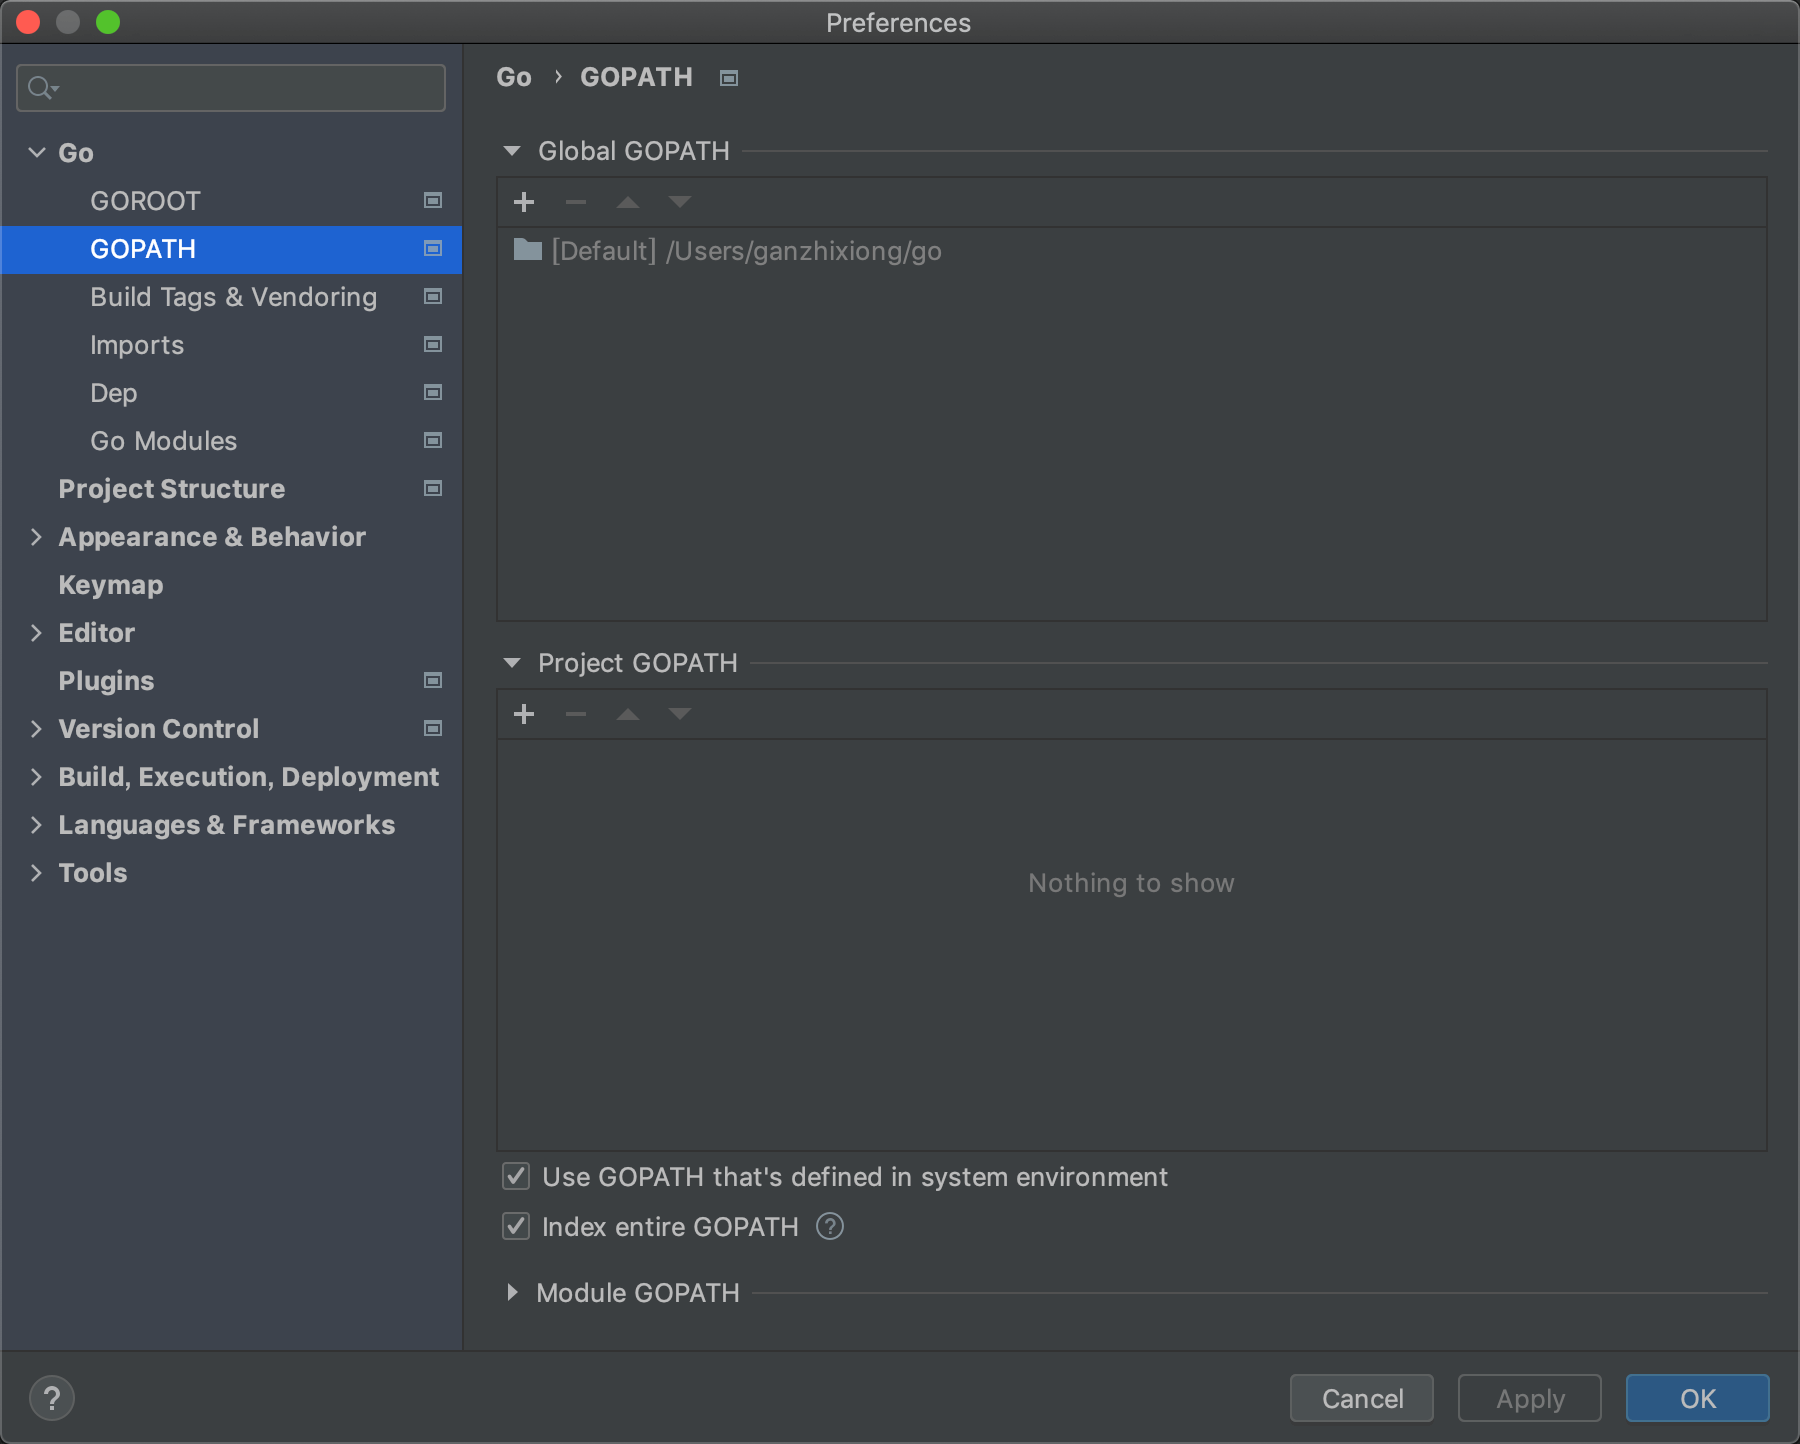 Preferences
Go
GOROOT
GOPATH
Build Tags & Vendoring
Imports
Dep
Go Modules
Project Structure
Appearance & Behavior
Keymap
Editor
Plugins
Version Control
Build, Execution, Deployment
Languages & Frameworks
Tools
Go › GOPATH
Global GOPATH
[Default] /Users/ganzhixiong/go
Project GOPATH
Nothing to show
Use GOPATH that's defined in system environment
Index entire GOPATH ?
Module GOPATH
?
Cancel
Apply
OK